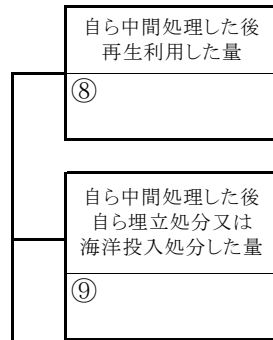 自ら中間処理した後
再生利用した量
⑧
自ら中間処理した後
自ら埋立処分又は
海洋投入処分した量
⑨